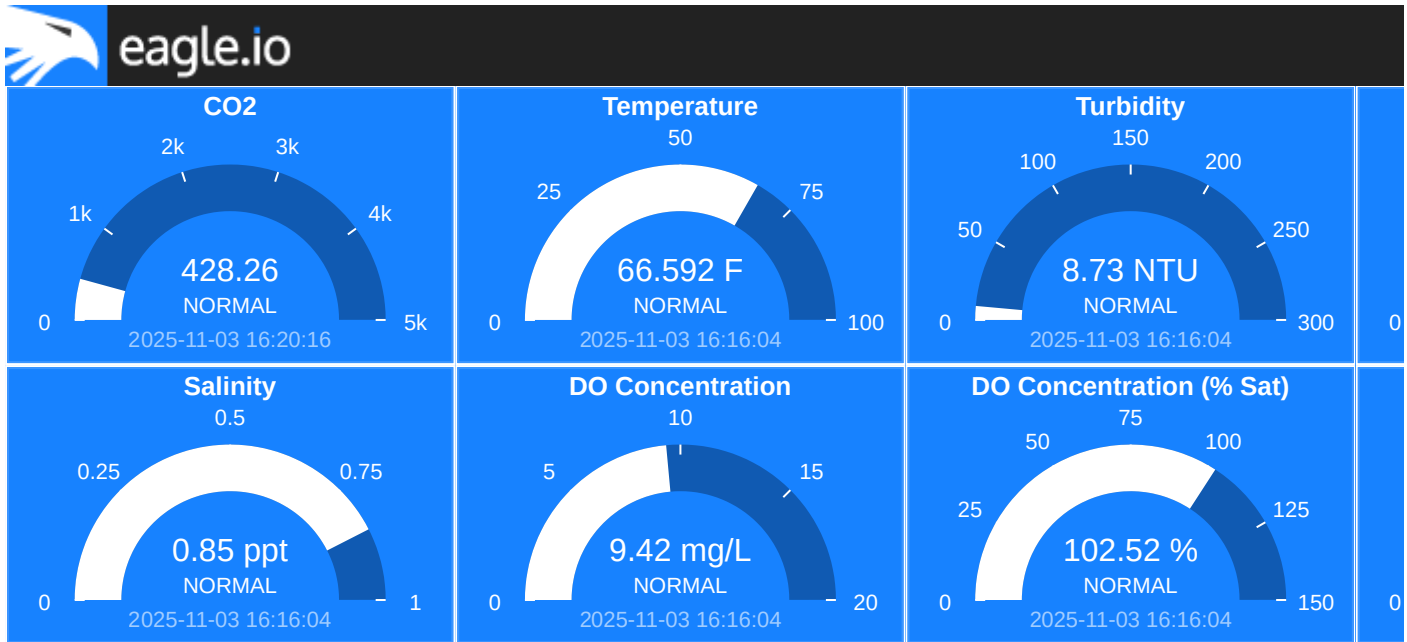 eagle.io
CO2
2k
3k
1k
4k
428.26
NORMAL
0
5k
2025-11-03 16:20:16
Temperature
50
25
75
66.592 F
NORMAL
0
100
2025-11-03 16:16:04
Turbidity
150
100
200
50
250
8.73 NTU
NORMAL
0
300
2025-11-03 16:16:04
0
Salinity
0.5
0.25
0.75
0.85 ppt
NORMAL
0
1
2025-11-03 16:16:04
DO Concentration
10
5
15
9.42 mg/L
NORMAL
0
20
2025-11-03 16:16:04
DO Concentration (% Sat)
75
50
100
25
125
102.52 %
NORMAL
0
150
2025-11-03 16:16:04
0